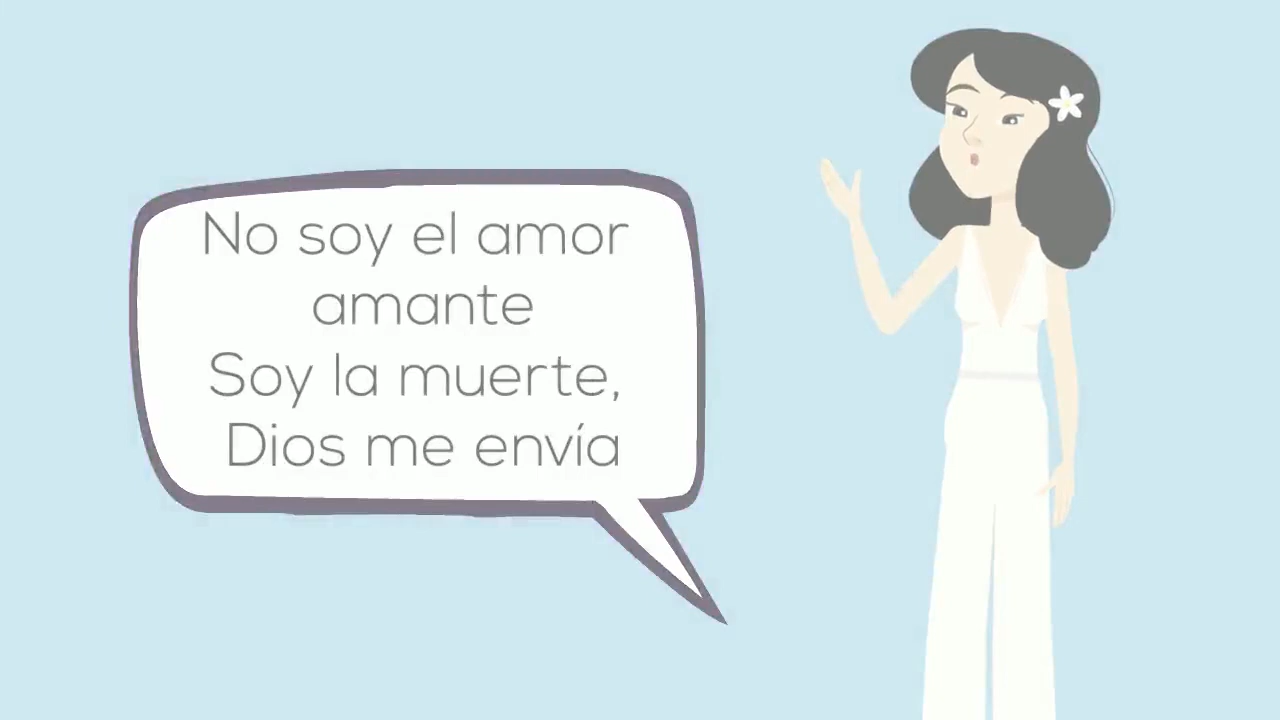 No soy el amor
amante
Soy la muerte,
Dios me envía